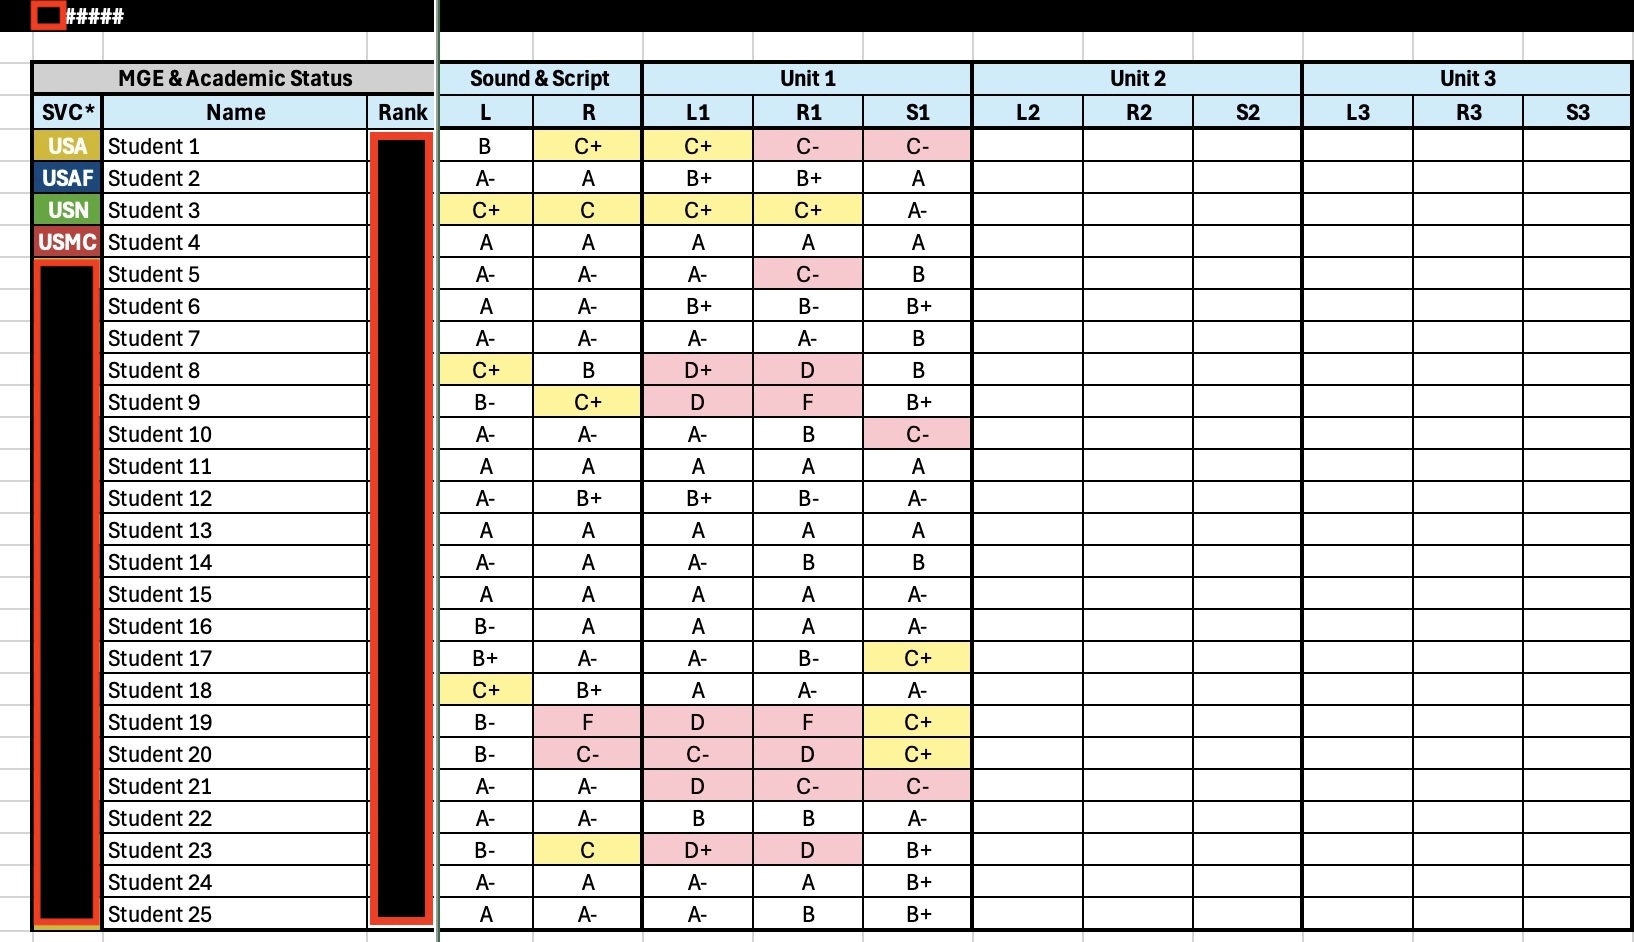 #####
MGE & Academic Status Sound & Script Unit 1 Unit 2 Unit 3
SVC* Name Rank L R L1 R1 S1 L2 R2 S2 L3 R3 S3
USA Student 1 B C+ C+ C- C-
USAF Student 2 A- A B+ B+ A
USN Student 3 C+ C C+ C+ A-
USMC Student 4 A A A A A
Student 5 A- A- A- C- B
Student 6 A A- B+ B- B+
Student 7 A- A- A- A- B
Student 8 C+ B D+ D B
Student 9 B- C+ D F B+
Student 10 A- A- A- B C-
Student 11 A A A A A
Student 12 A- B+ B+ B- A-
Student 13 A A A A A
Student 14 A- A A- B B
Student 15 A A A A A-
Student 16 B- A A A A-
Student 17 B+ A- A- B- C+
Student 18 C+ B+ A A- A-
Student 19 B- F D F C+
Student 20 B- C- C- D C+
Student 21 A- A- D C- C-
Student 22 A- A- B B A-
Student 23 B- C D+ D B+
Student 24 A- A A- A B+
Student 25 A A- A- B B+